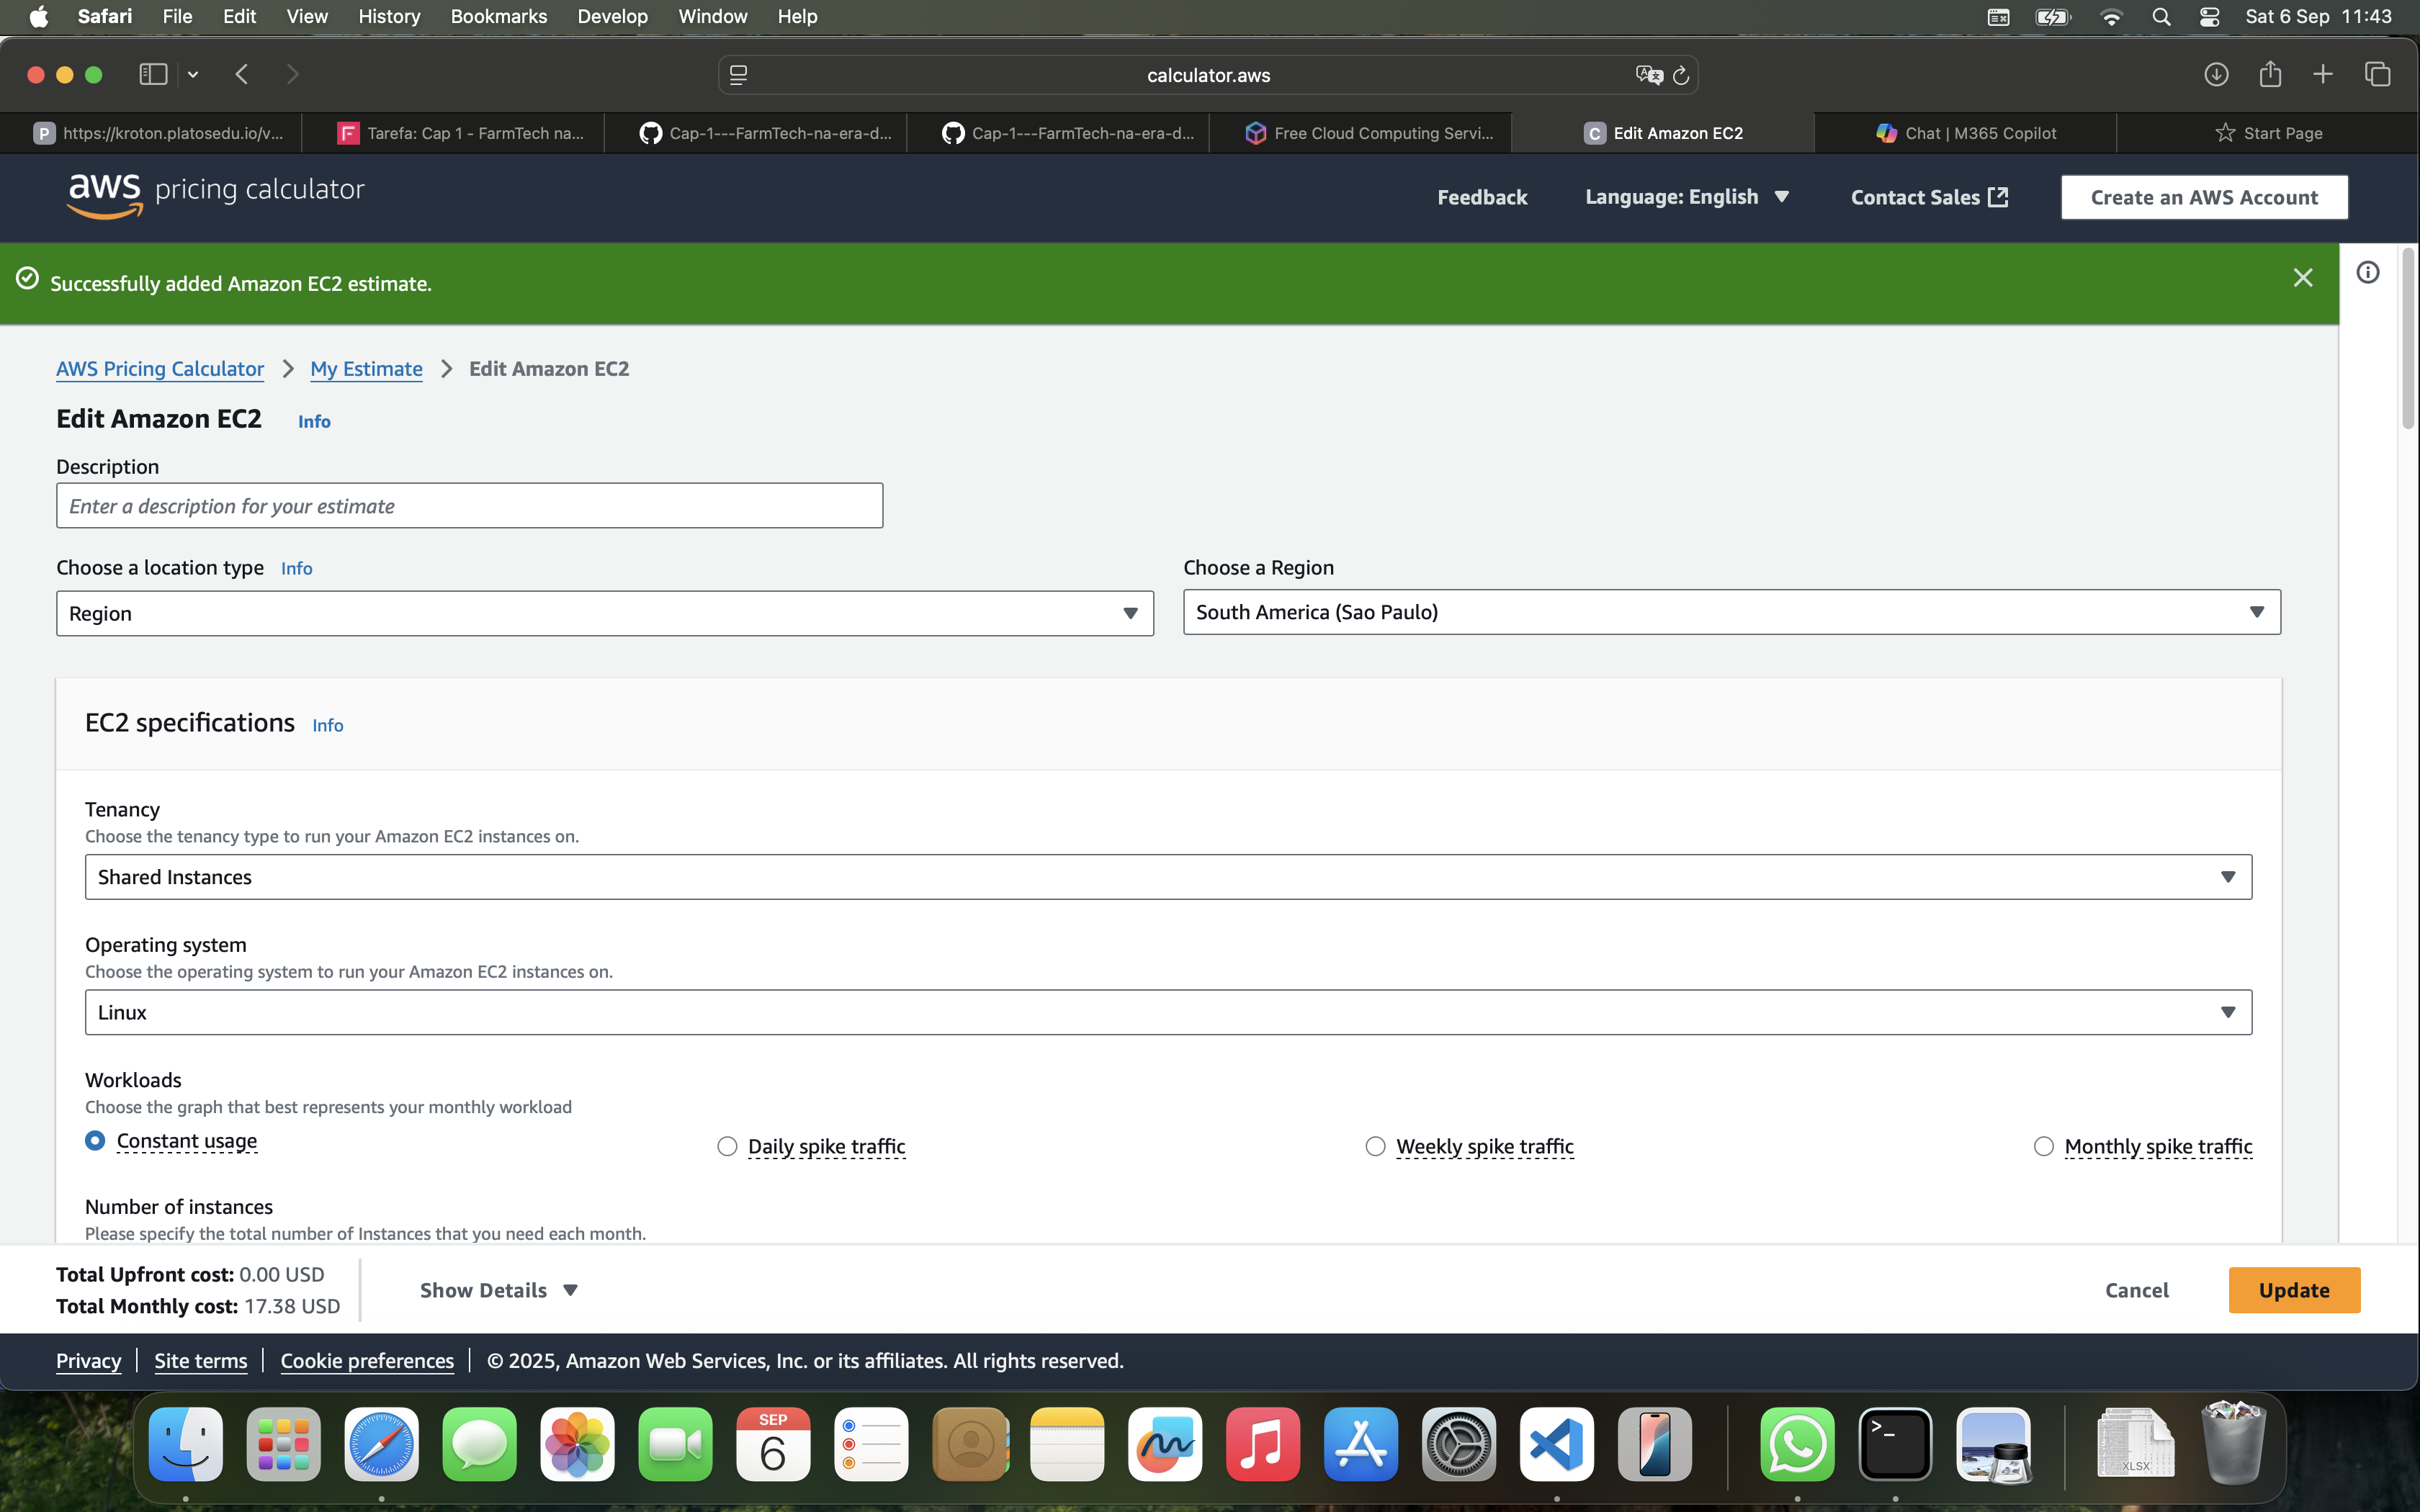 Safari File Edit View History Bookmarks Develop Window Help Sat 6 Sep 11:43
calculator.aws
P https://kroton.platosedu.io/v... F Tarefa: Cap 1 - FarmTech na... Cap-1---FarmTech-na-era-d... Cap-1---FarmTech-na-era-d... Free Cloud Computing Servi... C Edit Amazon EC2 Chat | M365 Copilot Start Page
aws pricing calculator Feedback Language: English Contact Sales Create an AWS Account
Successfully added Amazon EC2 estimate.
AWS Pricing Calculator > My Estimate > Edit Amazon EC2
Edit Amazon EC2 Info
Description
Enter a description for your estimate
Choose a location type Info Choose a Region
Region South America (Sao Paulo)
EC2 specifications Info
Tenancy
Choose the tenancy type to run your Amazon EC2 instances on.
Shared Instances
Operating system
Choose the operating system to run your Amazon EC2 instances on.
Linux
Workloads
Choose the graph that best represents your monthly workload
Constant usage Daily spike traffic Weekly spike traffic Monthly spike traffic
Number of instances
Please specify the total number of Instances that you need each month.
Total Upfront cost: 0.00 USD
Total Monthly cost: 17.38 USD
Show Details Cancel Update
Privacy | Site terms | Cookie preferences | © 2025, Amazon Web Services, Inc. or its affiliates. All rights reserved.
SEP
6
>_
XLSX